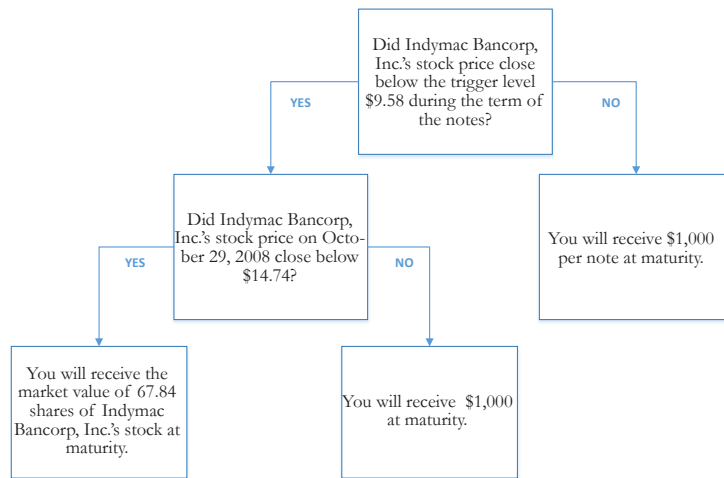 Did Indymac Bancorp,
Inc.'s stock price close
below the trigger level
$9.58 during the term of
the notes?
YES
NO
Did Indymac Bancorp,
Inc.'s stock price on Octo-
ber 29, 2008 close below
$14.74?
You will receive $1,000
per note at maturity.
YES
NO
You will receive the
market value of 67.84
shares of Indymac
Bancorp, Inc.'s stock at
maturity.
You will receive $1,000
at maturity.